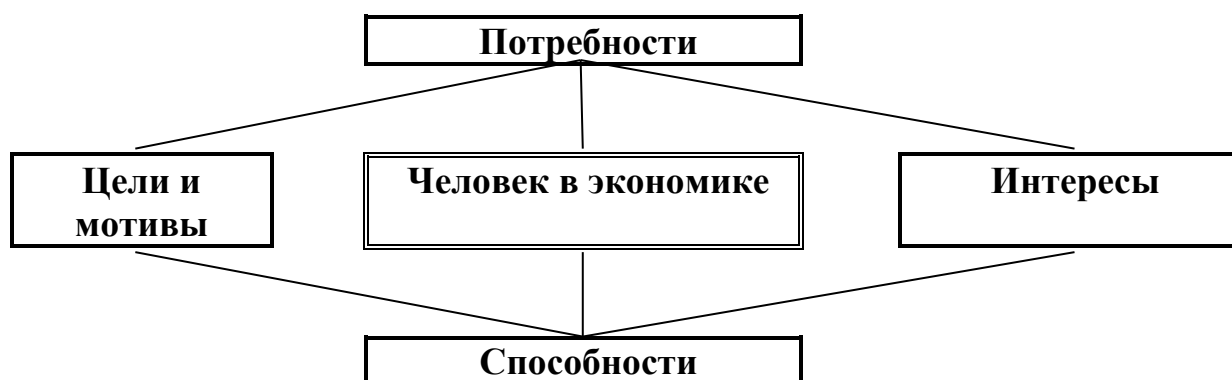 Потребности
Цели и
мотивы
Человек в экономике
Интересы
Способности